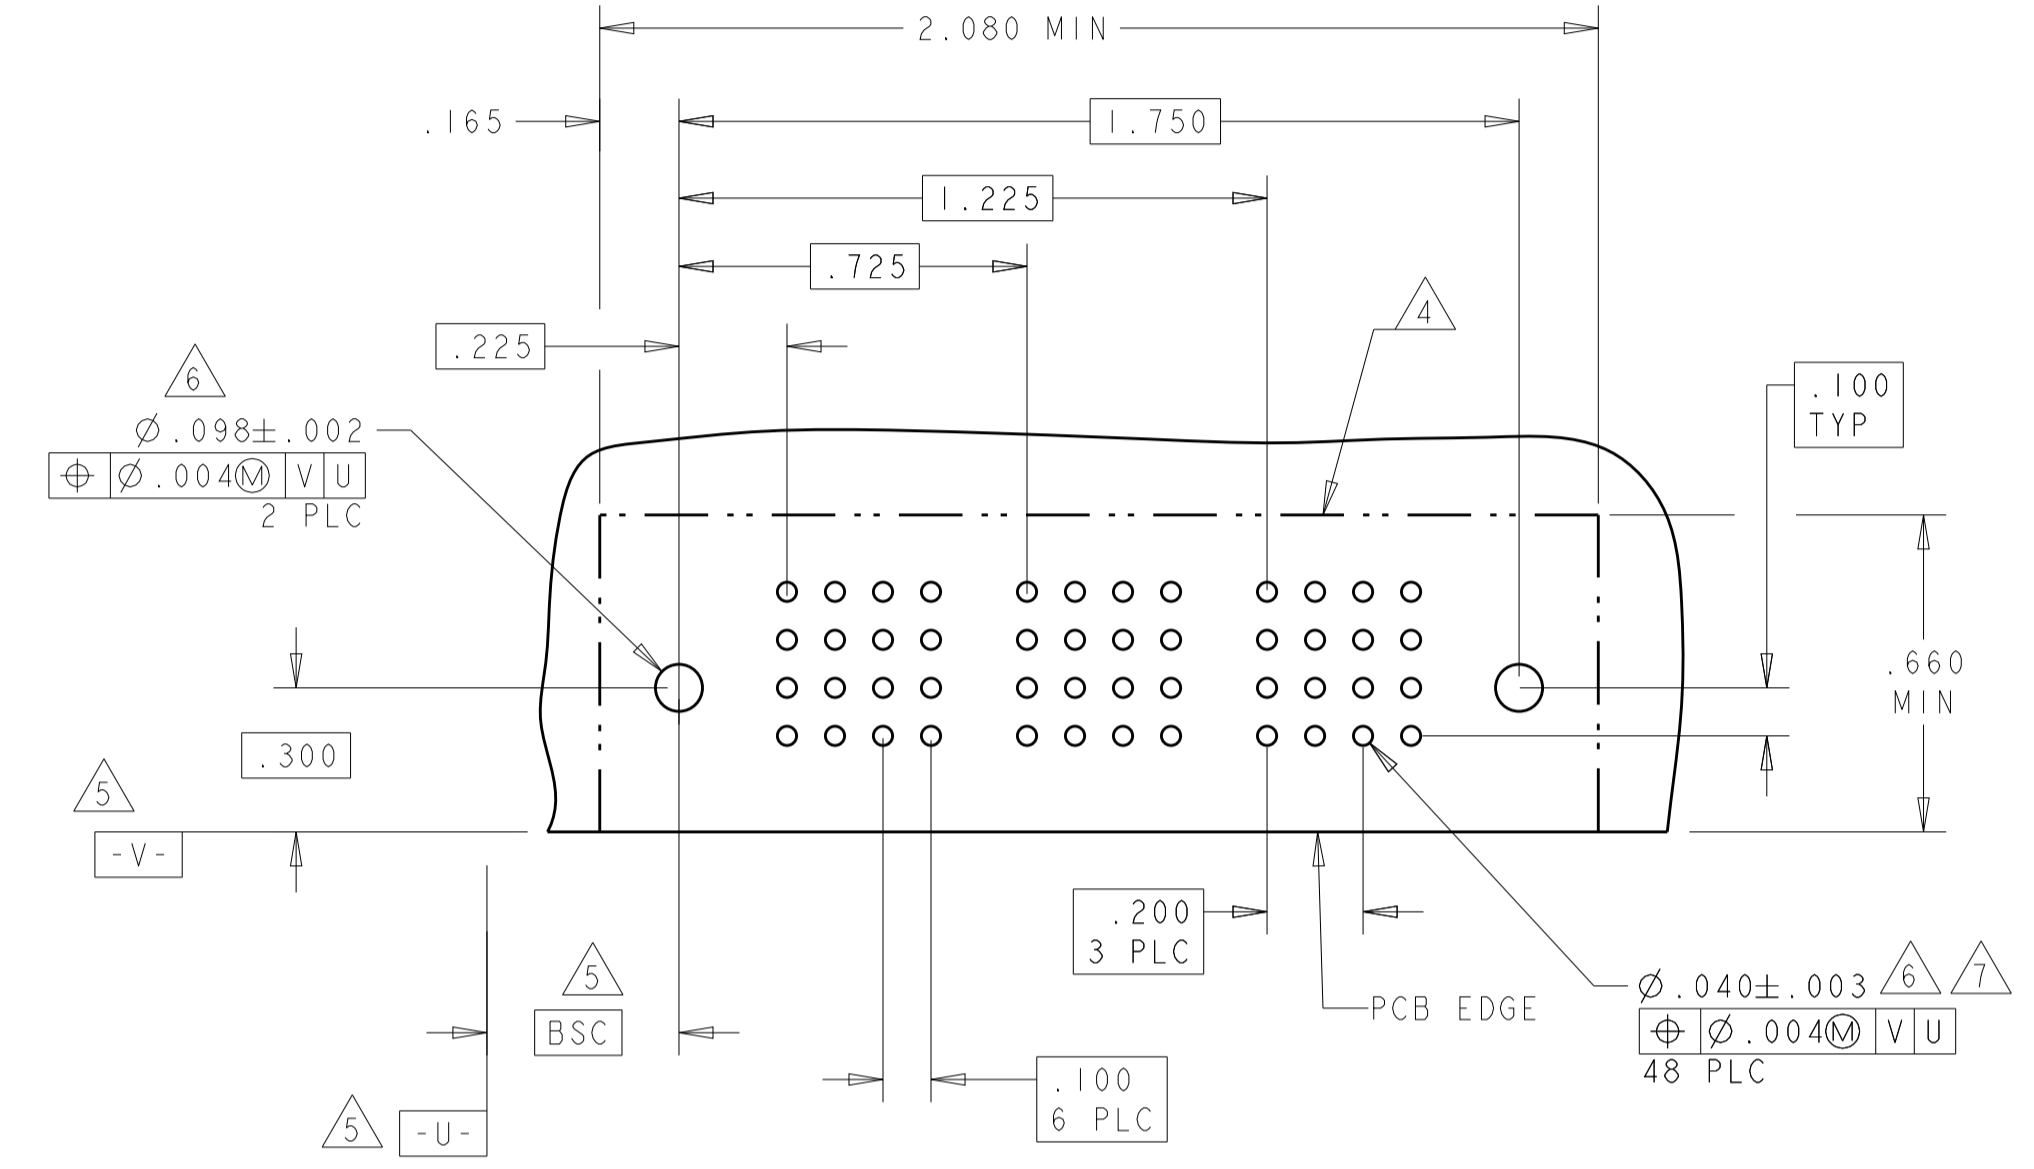 2.080 MIN
.165
1.750
1.225
.725
4
.225
.100
TYP
6
Ø.098±.002
⌖ Ø.004Ⓜ V U
2 PLC
.660
MIN
.300
5
-V-
.200
3 PLC
5
BSC
PCB EDGE
Ø.040±.003 6 7
⌖ Ø.004Ⓜ V U
48 PLC
.100
6 PLC
5 -U-